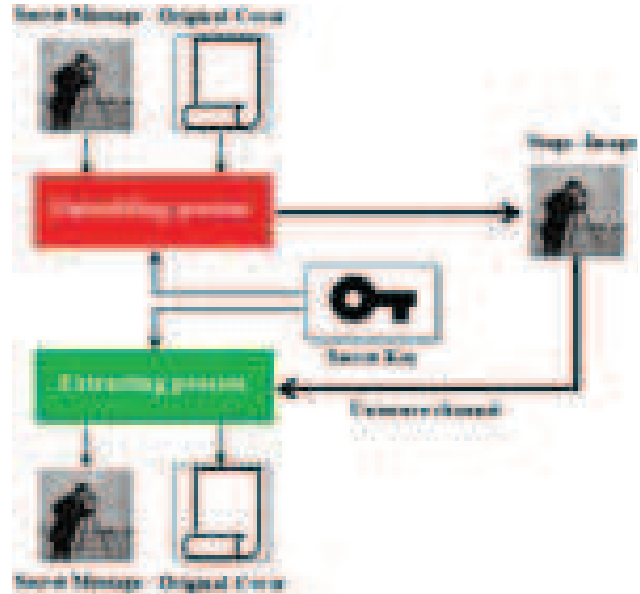 Secret Message
Original Cover
Stego-Image
Embedding process
Secret Key
Extracting process
Unsecure channel
Secret Message
Original Cover